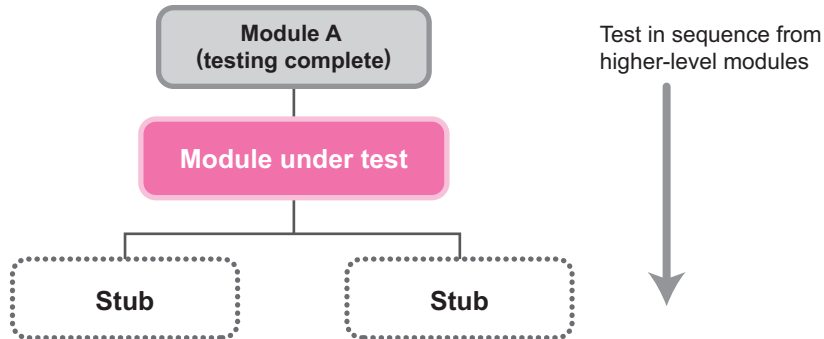 Module A
(testing complete)
Test in sequence from
higher-level modules
Module under test
Stub
Stub